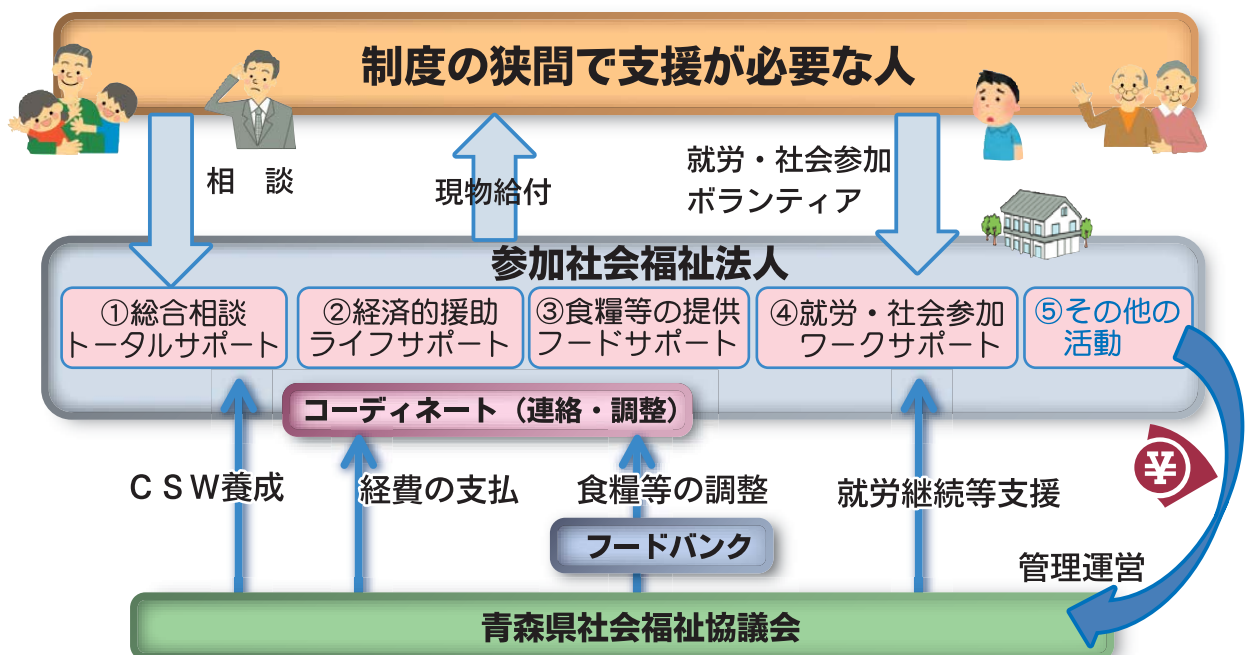 制度の狭間で支援が必要な人
相　談
現物給付
就労・社会参加
ボランティア
参加社会福祉法人
①総合相談
トータルサポート
②経済的援助
ライフサポート
③食糧等の提供
フードサポート
④就労・社会参加
ワークサポート
⑤その他の
活動
コーディネート（連絡・調整）
ＣＳＷ養成
経費の支払
食糧等の調整
就労継続等支援
¥
フードバンク
管理運営
青森県社会福祉協議会